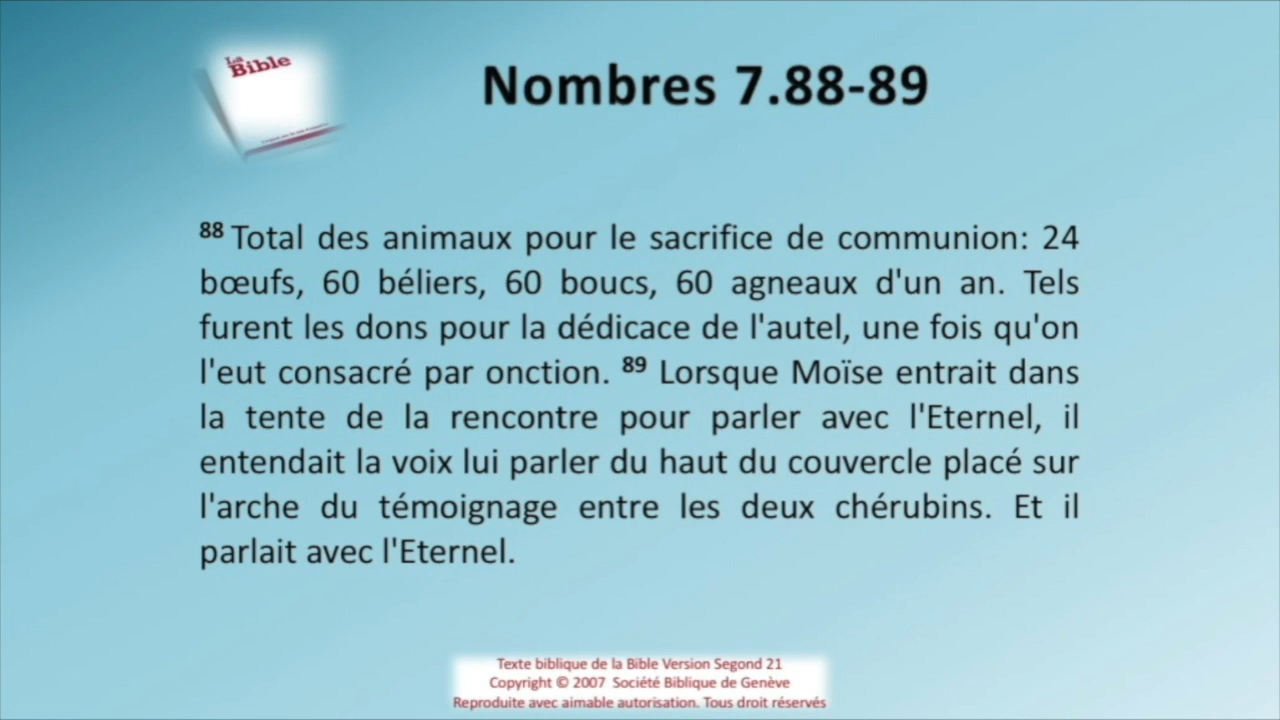 La
Bible
Nombres 7.88-89
88 Total des animaux pour le sacrifice de communion: 24
bœufs, 60 béliers, 60 boucs, 60 agneaux d'un an. Tels
furent les dons pour la dédicace de l'autel, une fois qu'on
l'eut consacré par onction. 89 Lorsque Moïse entrait dans
la tente de la rencontre pour parler avec l'Eternel, il
entendait la voix lui parler du haut du couvercle placé sur
l'arche du témoignage entre les deux chérubins. Et il
parlait avec l'Eternel.
Texte biblique de la Bible Version Segond 21
Copyright © 2007 Société Biblique de Genève
Reproduite avec aimable autorisation. Tous droit réservés